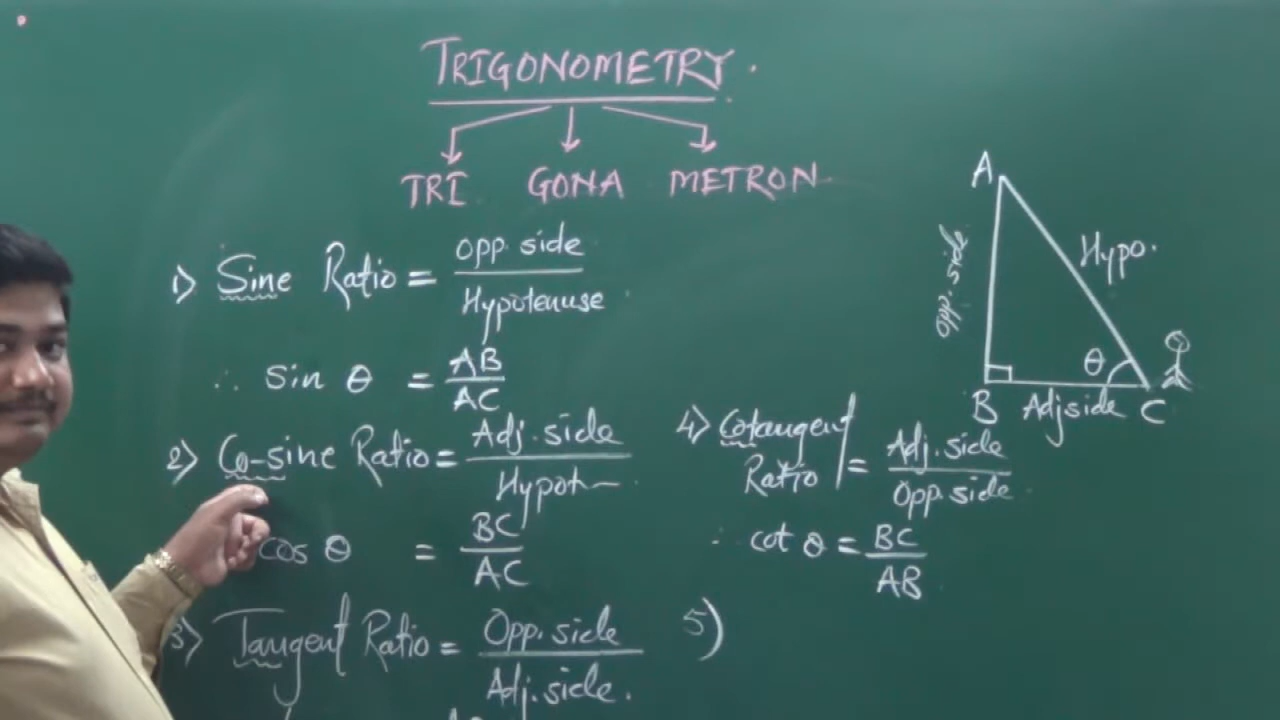 TRIGONOMETRY.
TRI GONA METRON
1) Sine Ratio = Opp. side / Hypotenuse
∴ sin θ = AB / AC
2) Co-sine Ratio = Adj. side / Hypot
cos θ = BC / AC
3) Tangent Ratio = Opp. side / Adj. side.
4) Cotangent Ratio = Adj. side / Opp. side
∴ cot θ = BC / AB
5)
A
Opp. side
Hypo.
θ
B Adj side C